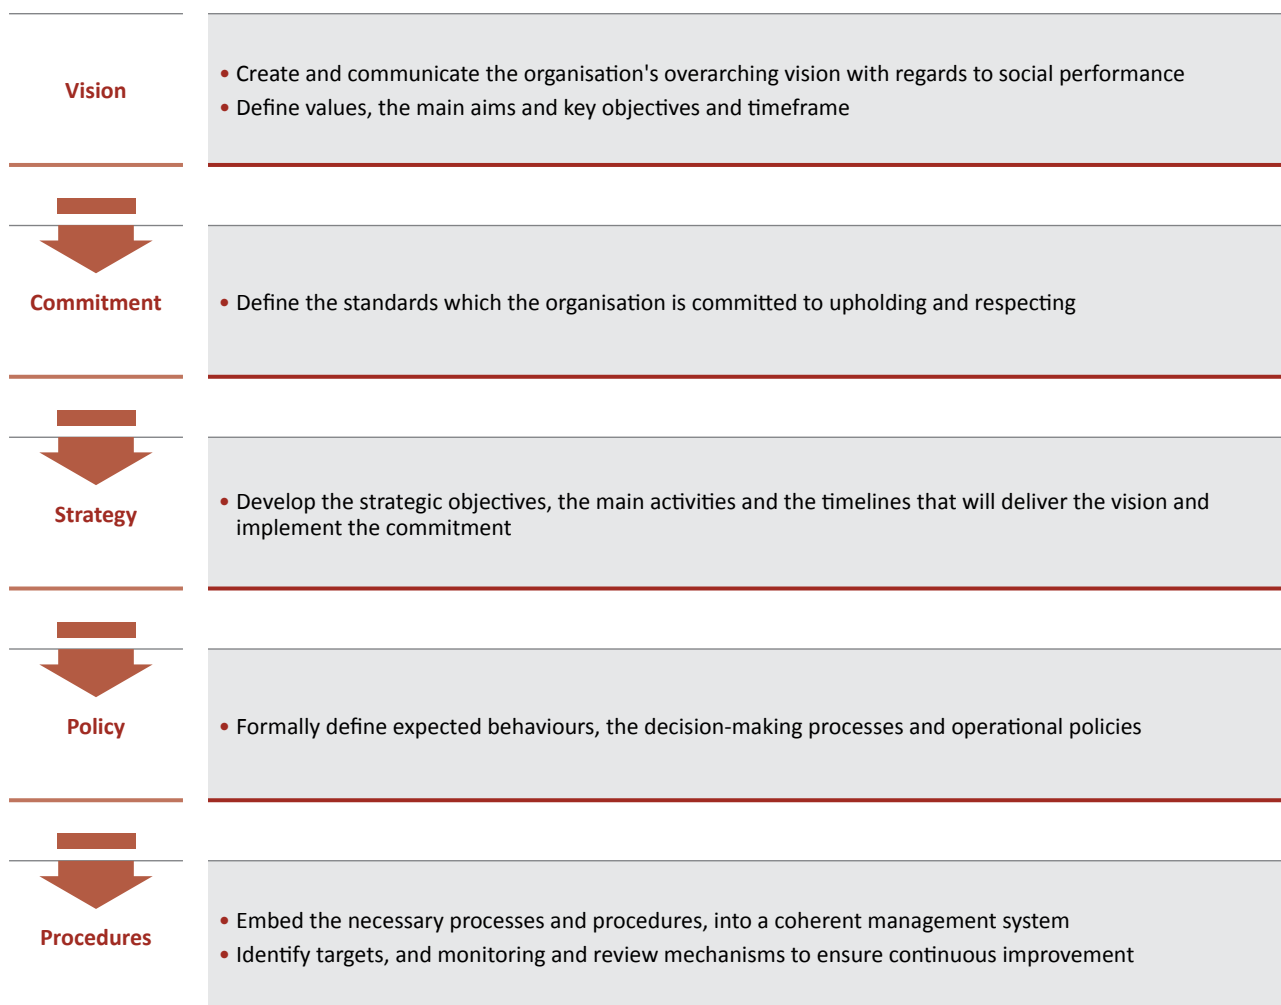 Vision
• Create and communicate the organisation's overarching vision with regards to social performance
• Define values, the main aims and key objectives and timeframe
Commitment
• Define the standards which the organisation is committed to upholding and respecting
Strategy
• Develop the strategic objectives, the main activities and the timelines that will deliver the vision and
implement the commitment
Policy
• Formally define expected behaviours, the decision-making processes and operational policies
Procedures
• Embed the necessary processes and procedures, into a coherent management system
• Identify targets, and monitoring and review mechanisms to ensure continuous improvement